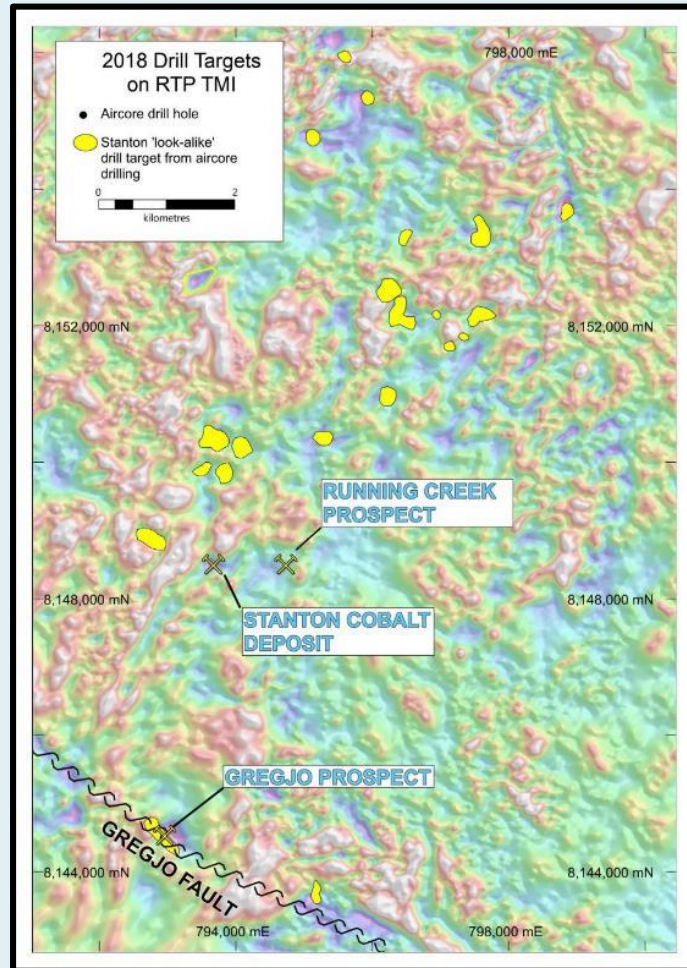 2018 Drill Targets
on RTP TMI
Aircore drill hole
Stanton 'look-alike'
drill target from aircore
drilling
0 2
kilometres
798,000 mE
8,152,000 mN 8,152,000 mN
RUNNING CREEK
PROSPECT
8,148,000 mN 8,148,000 mN
STANTON COBALT
DEPOSIT
GREGJO PROSPECT
GREGJO FAULT
8,144,000 mN 8,144,000 mN
794,000 mE 798,000 mE